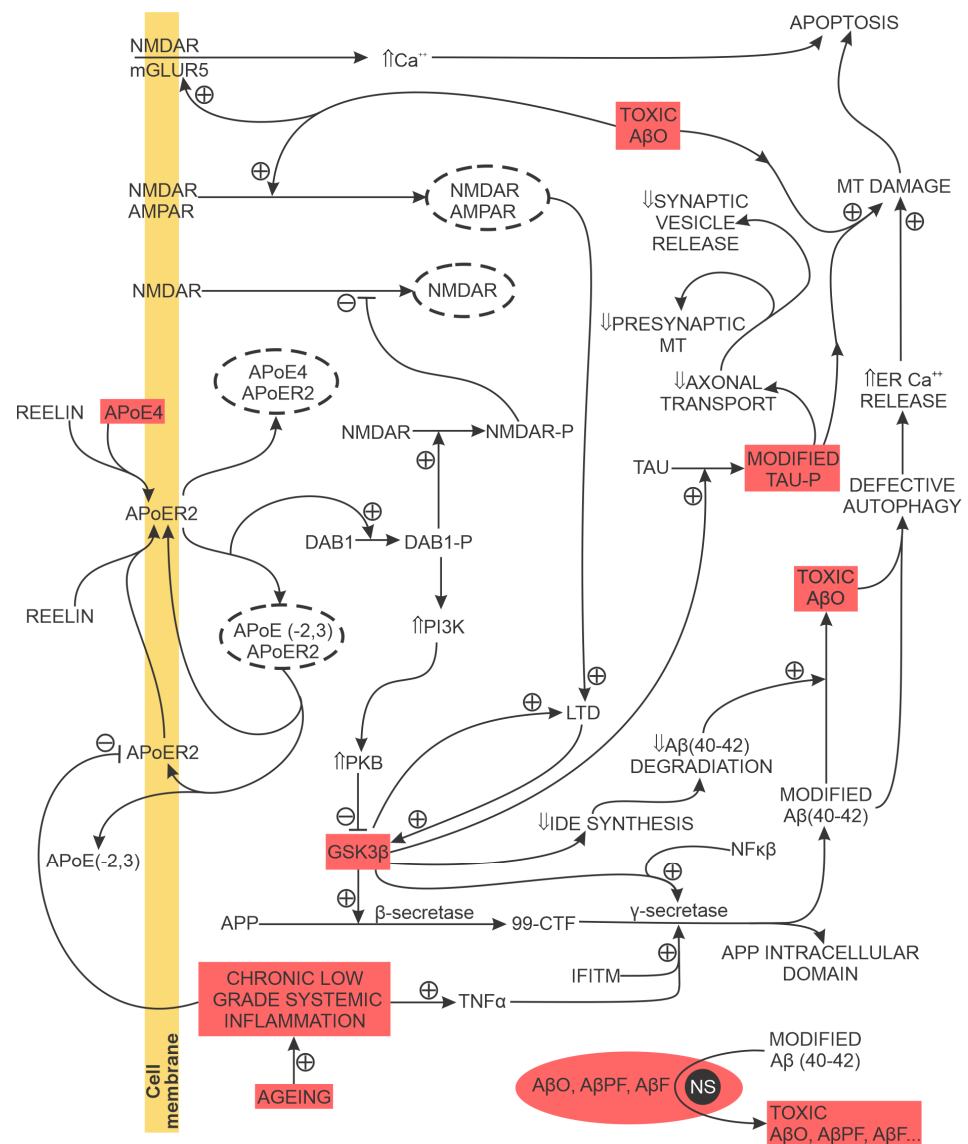 APOPTOSIS
NMDAR
mGLUR5
⇑Ca⁺⁺
⊕
TOXIC
AβO
⊕
NMDAR
AMPAR
NMDAR
AMPAR
⇓SYNAPTIC
VESICLE
RELEASE
MT DAMAGE
⊕
⊕
NMDAR
NMDAR
⊖
⇓PRESYNAPTIC
MT
APoE4
APoER2
⇓AXONAL
TRANSPORT
⇑ER Ca⁺⁺
RELEASE
REELIN
APoE4
NMDAR
NMDAR-P
⊕
TAU
MODIFIED
TAU-P
⊕
DEFECTIVE
AUTOPHAGY
APoER2
⊕
DAB1
DAB1-P
TOXIC
AβO
REELIN
APoE (-2,3)
APoER2
⇑PI3K
⊕
⊕
⊕
LTD
⊖
APoER2
⇑PKB
⇓Aβ(40-42)
DEGRADATION
MODIFIED
Aβ(40-42)
⊖
⊕
⇓IDE SYNTHESIS
APoE(-2,3)
GSK3β
NFκβ
⊕
⊕
APP
β-secretase
99-CTF
γ-secretase
APP INTRACELLULAR
DOMAIN
⊕
IFITM
CHRONIC LOW
GRADE SYSTEMIC
INFLAMMATION
⊕
TNFα
⊕
AGEING
Cell
membrane
MODIFIED
Aβ (40-42)
AβO, AβPF, AβF
NS
TOXIC
AβO, AβPF, AβF...